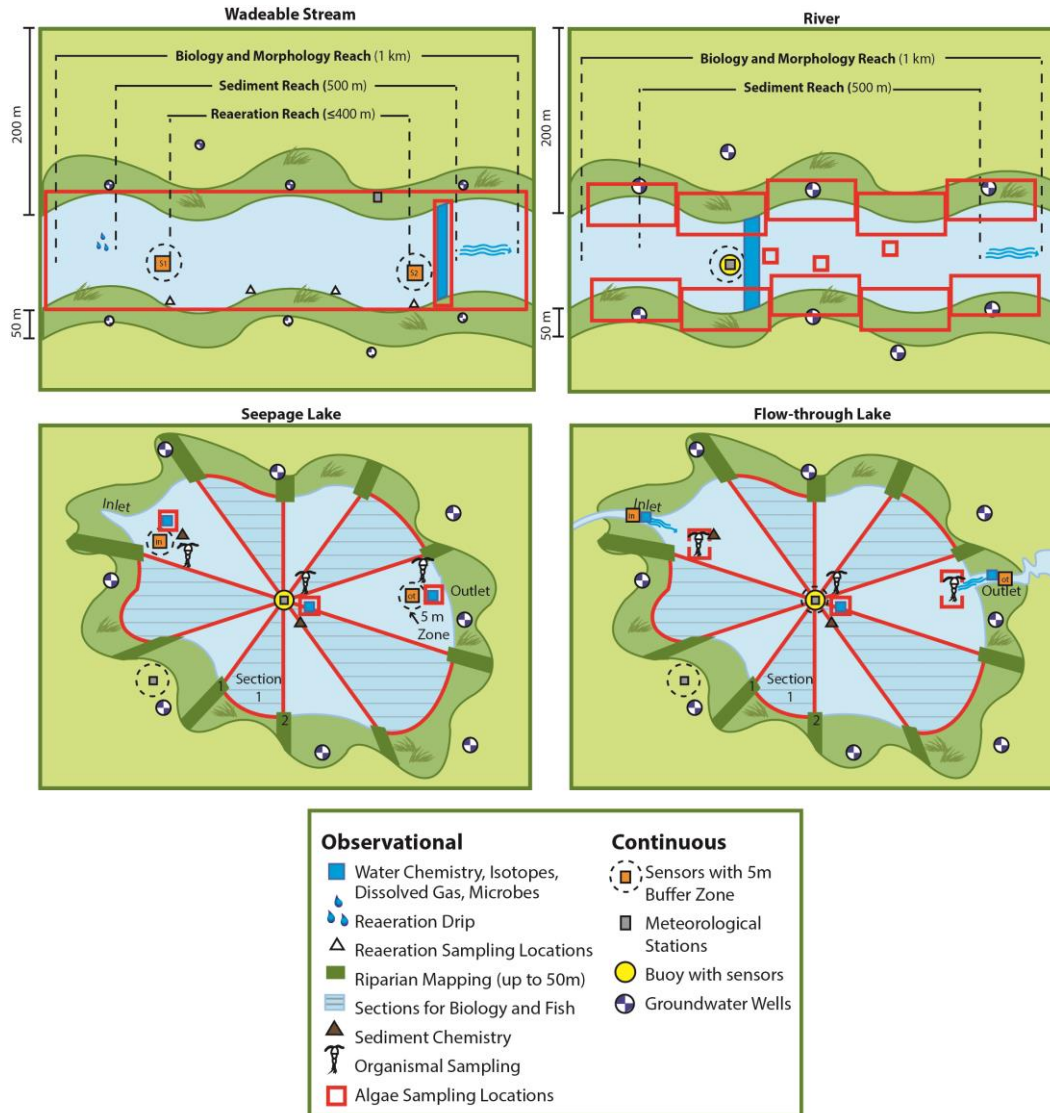 Wadeable Stream
Biology and Morphology Reach (1 km)
Sediment Reach (500 m)
Reaeration Reach (≤400 m)
200 m
50 m
S1
S2
River
Biology and Morphology Reach (1 km)
Sediment Reach (500 m)
200 m
50 m
Seepage Lake
Inlet
in
ot
Outlet
5 m
Zone
Section
1
1
2
Flow-through Lake
Inlet
in
ot
Outlet
Section
1
1
2
Observational
Water Chemistry, Isotopes,
Dissolved Gas, Microbes
Reaeration Drip
Reaeration Sampling Locations
Riparian Mapping (up to 50m)
Sections for Biology and Fish
Sediment Chemistry
Organismal Sampling
Algae Sampling Locations
Continuous
Sensors with 5m
Buffer Zone
Meteorological
Stations
Buoy with sensors
Groundwater Wells